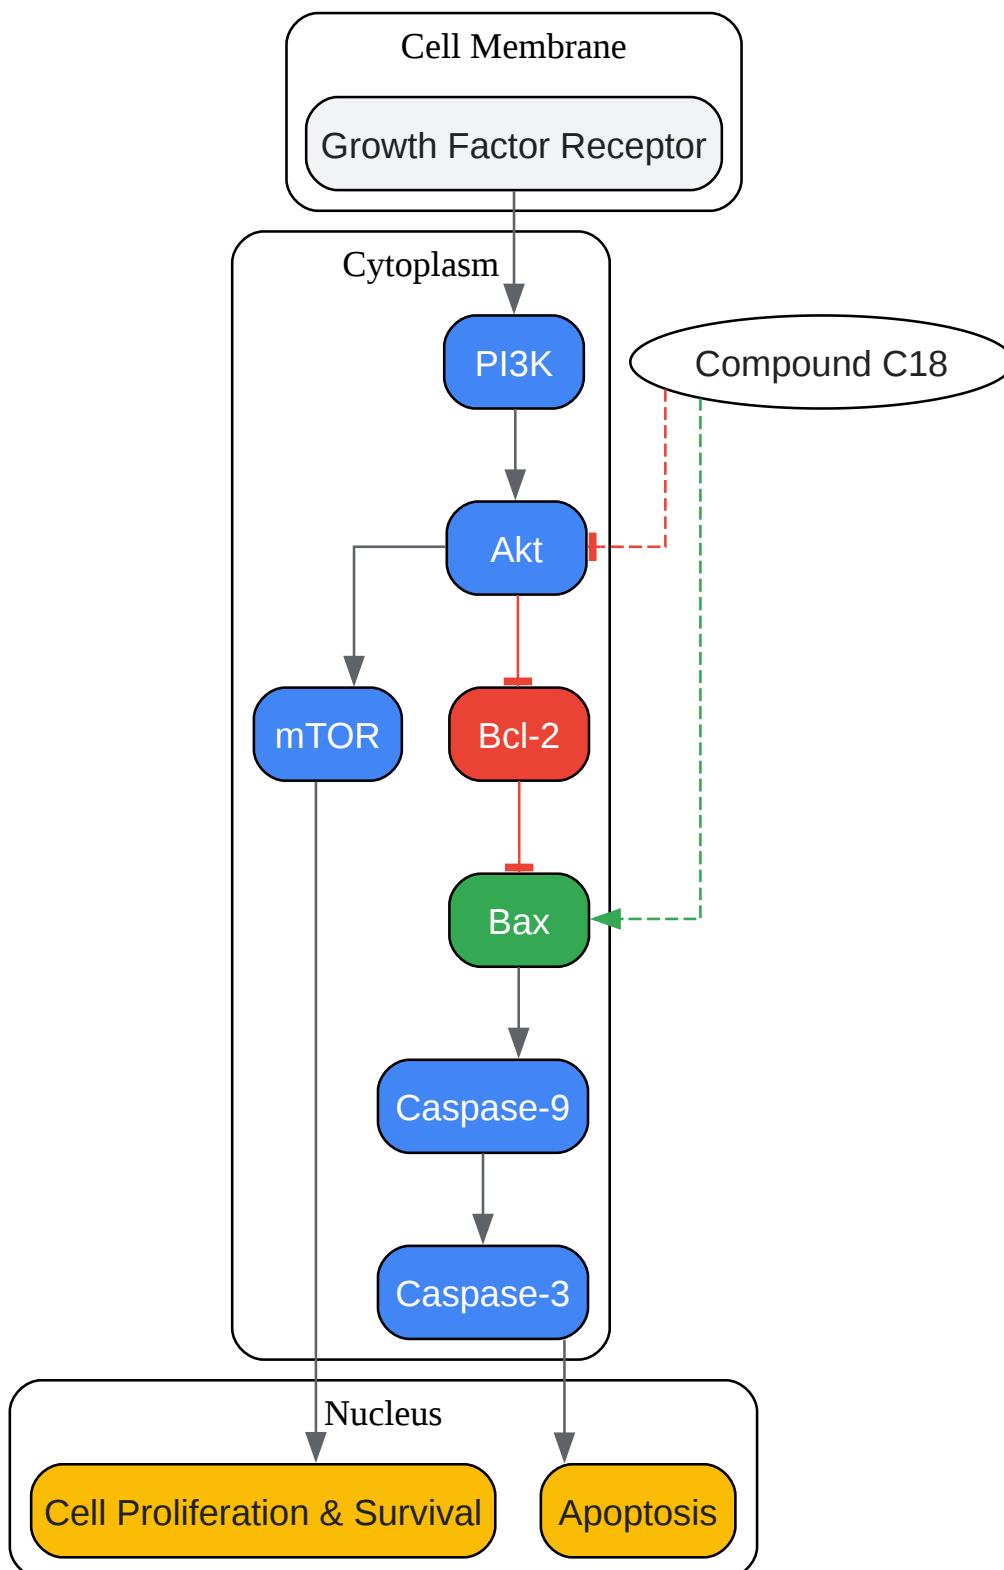 Cell Membrane
Growth Factor Receptor
Cytoplasm
PI3K
Compound C18
Akt
mTOR
Bcl-2
Bax
Caspase-9
Caspase-3
Nucleus
Cell Proliferation & Survival
Apoptosis